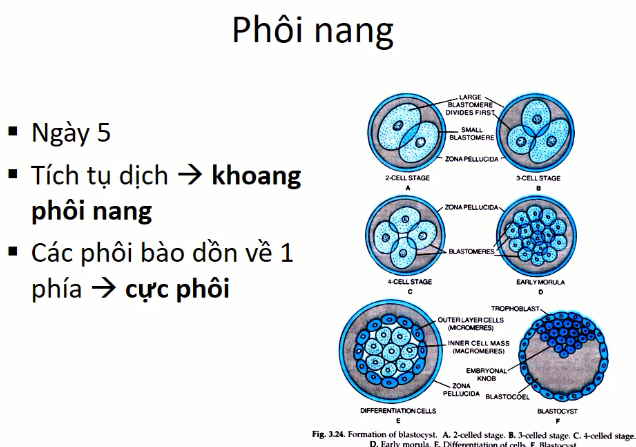 Phôi nang
▪ Ngày 5
▪ Tích tụ dịch → khoang
phôi nang
▪ Các phôi bào dồn về 1
phía → cực phôi
LARGE
BLASTOMERE
DIVIDES FIRST
SMALL
BLASTOMERE
ZONA PELLUCIDA
2-CELL STAGE
A
3-CELL STAGE
B
ZONA PELLUCIDA
BLASTOMERES
4-CELL STAGE
C
EARLY MORULA
D
TROPHOBLAST
OUTER LAYER CELLS
(MICROMERES)
INNER CELL MASS
(MACROMERES)
EMBRYONAL
KNOB
ZONA
PELLUCIDA
BLASTOCOEL
DIFFERENTIATION CELLS
E
BLASTOCYST
F
Fig. 3.24. Formation of blastocyst. A. 2-celled stage. B. 3-celled stage. C. 4-celled stage.
D. Early morula. E. Differentiation of cells. F. Blastocyst